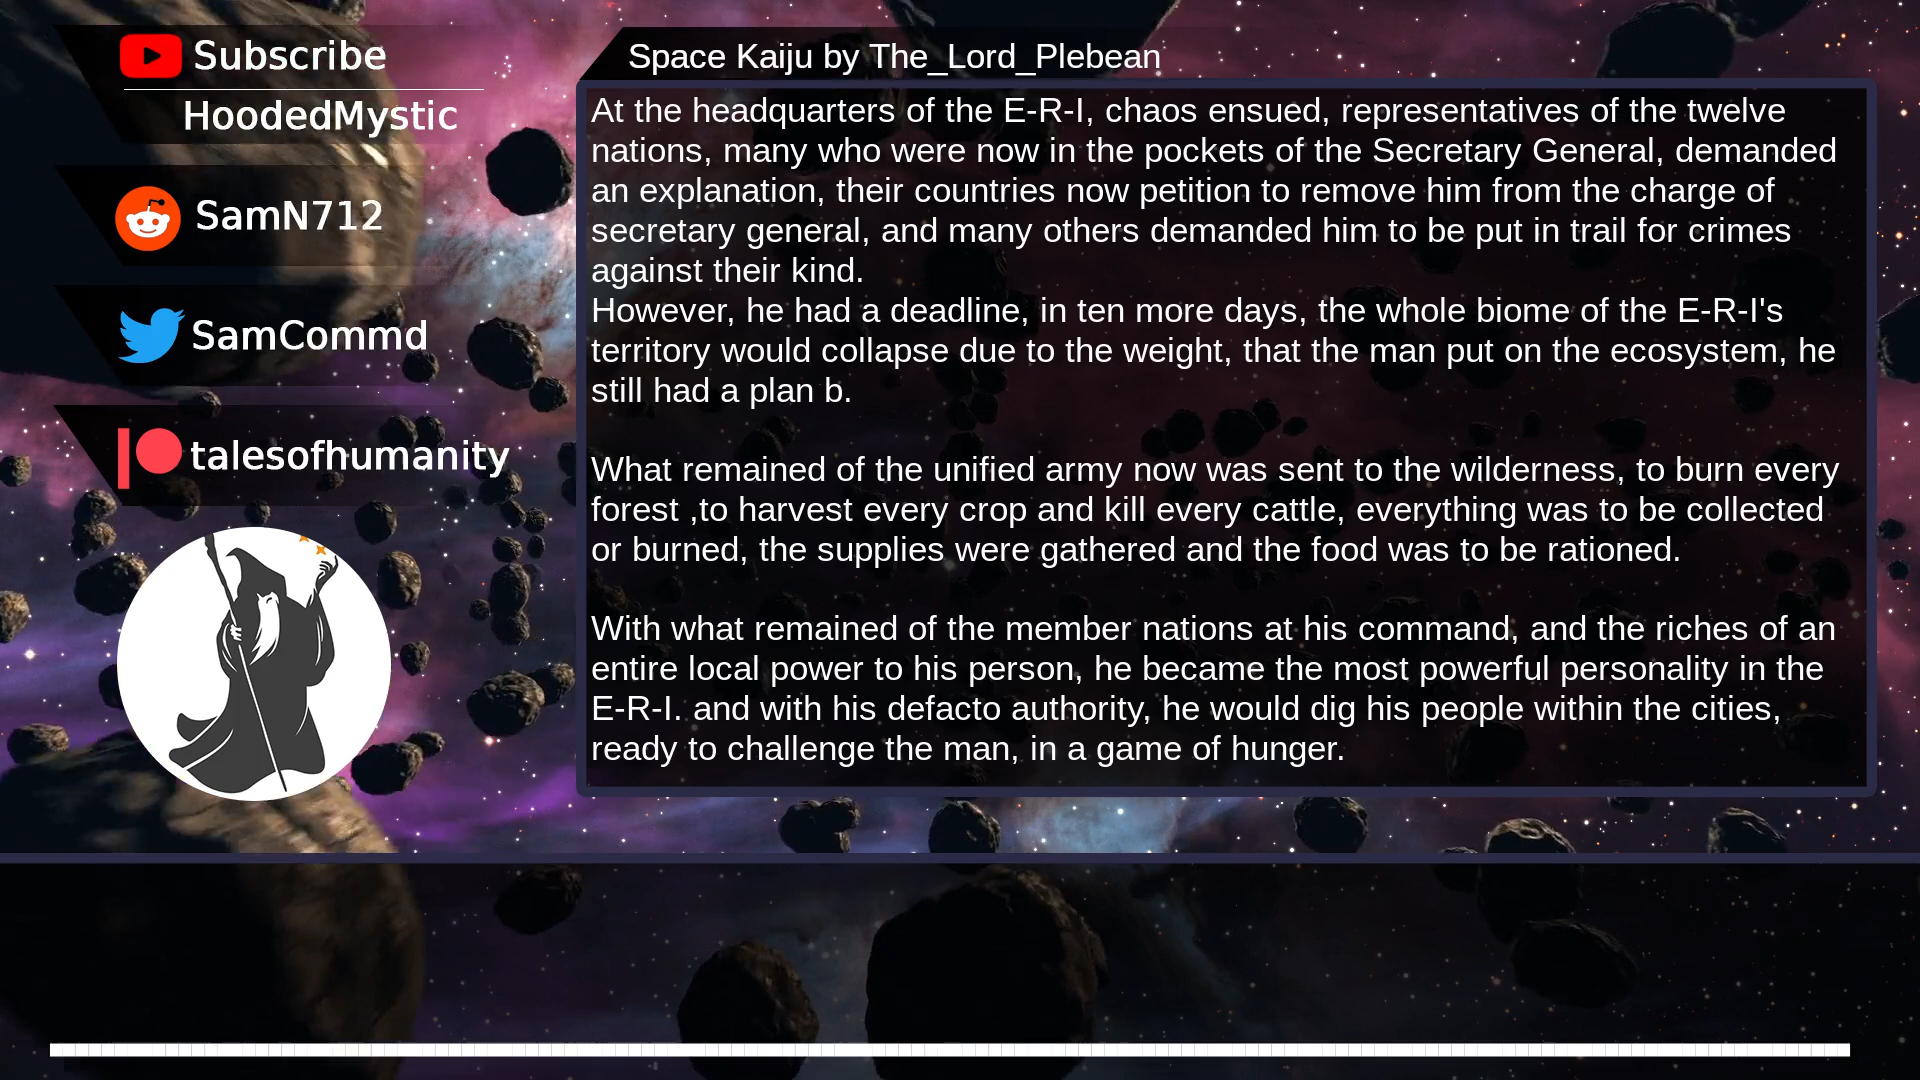 Subscribe
HoodedMystic
SamN712
SamCommd
talesofhumanity
Space Kaiju by The_Lord_Plebean
At the headquarters of the E-R-I, chaos ensued, representatives of the twelve
nations, many who were now in the pockets of the Secretary General, demanded
an explanation, their countries now petition to remove him from the charge of
secretary general, and many others demanded him to be put in trail for crimes
against their kind.
However, he had a deadline, in ten more days, the whole biome of the E-R-I's
territory would collapse due to the weight, that the man put on the ecosystem, he
still had a plan b.
What remained of the unified army now was sent to the wilderness, to burn every
forest ,to harvest every crop and kill every cattle, everything was to be collected
or burned, the supplies were gathered and the food was to be rationed.
With what remained of the member nations at his command, and the riches of an
entire local power to his person, he became the most powerful personality in the
E-R-I. and with his defacto authority, he would dig his people within the cities,
ready to challenge the man, in a game of hunger.